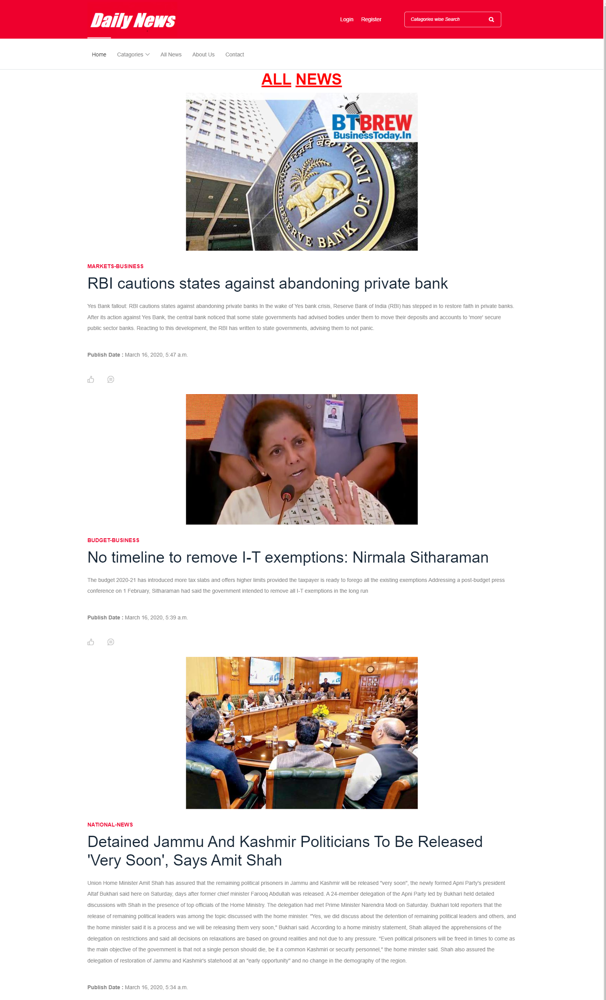 Daily News
Login Register
Catagories wise Search
Home Catagories All News About Us Contact
ALL NEWS
BTBREW
BusinessToday.In
भारतीय रिज़र्व बैंक
RESERVE BANK OF INDIA
MARKETS-BUSINESS
RBI cautions states against abandoning private bank
Yes Bank fallout: RBI cautions states against abandoning private banks In the wake of Yes bank crisis, Reserve Bank of India (RBI) has stepped in to restore faith in private banks.
After its action against Yes Bank, the central bank noticed that some state governments had advised bodies under them to move their deposits and accounts to 'more' secure
public sector banks. Reacting to this development, the RBI has written to state governments, advising them to not panic.
Publish Date : March 16, 2020, 5:47 a.m.
BUDGET-BUSINESS
No timeline to remove I-T exemptions: Nirmala Sitharaman
The budget 2020-21 has introduced more tax slabs and offers higher limits provided the taxpayer is ready to forego all the existing exemptions Addressing a post-budget press
conference on 1 February, Sitharaman had said the government intended to remove all I-T exemptions in the long run
Publish Date : March 16, 2020, 5:39 a.m.
NATIONAL-NEWS
Detained Jammu And Kashmir Politicians To Be Released
'Very Soon', Says Amit Shah
Union Home Minister Amit Shah has assured that the remaining political prisoners in Jammu and Kashmir will be released "very soon", the newly formed Apni Party's president
Altaf Bukhari said here on Saturday, days after former chief minister Farooq Abdullah was released. A 24-member delegation of the Apni Party led by Bukhari held detailed
discussions with Shah in the presence of top officials of the Home Ministry. The delegation had met Prime Minister Narendra Modi on Saturday. Bukhari told reporters that the
release of remaining political leaders was among the topic discussed with the home minister. "Yes, we did discuss about the detention of remaining political leaders and others, and
the home minister said it is a process and we will be releasing them very soon," Bukhari said. According to a home ministry statement, Shah allayed the apprehensions of the
delegation on restrictions and said all decisions on relaxations are based on ground realities and not due to any pressure. "Even political prisoners will be freed in times to come as
the main objective of the government is that not a single person should die, be it a common Kashmiri or security personnel," the home minster said. Shah also assured the
delegation of restoration of Jammu and Kashmir's statehood at an "early opportunity" and no change in the demography of the region.
Publish Date : March 16, 2020, 5:34 a.m.